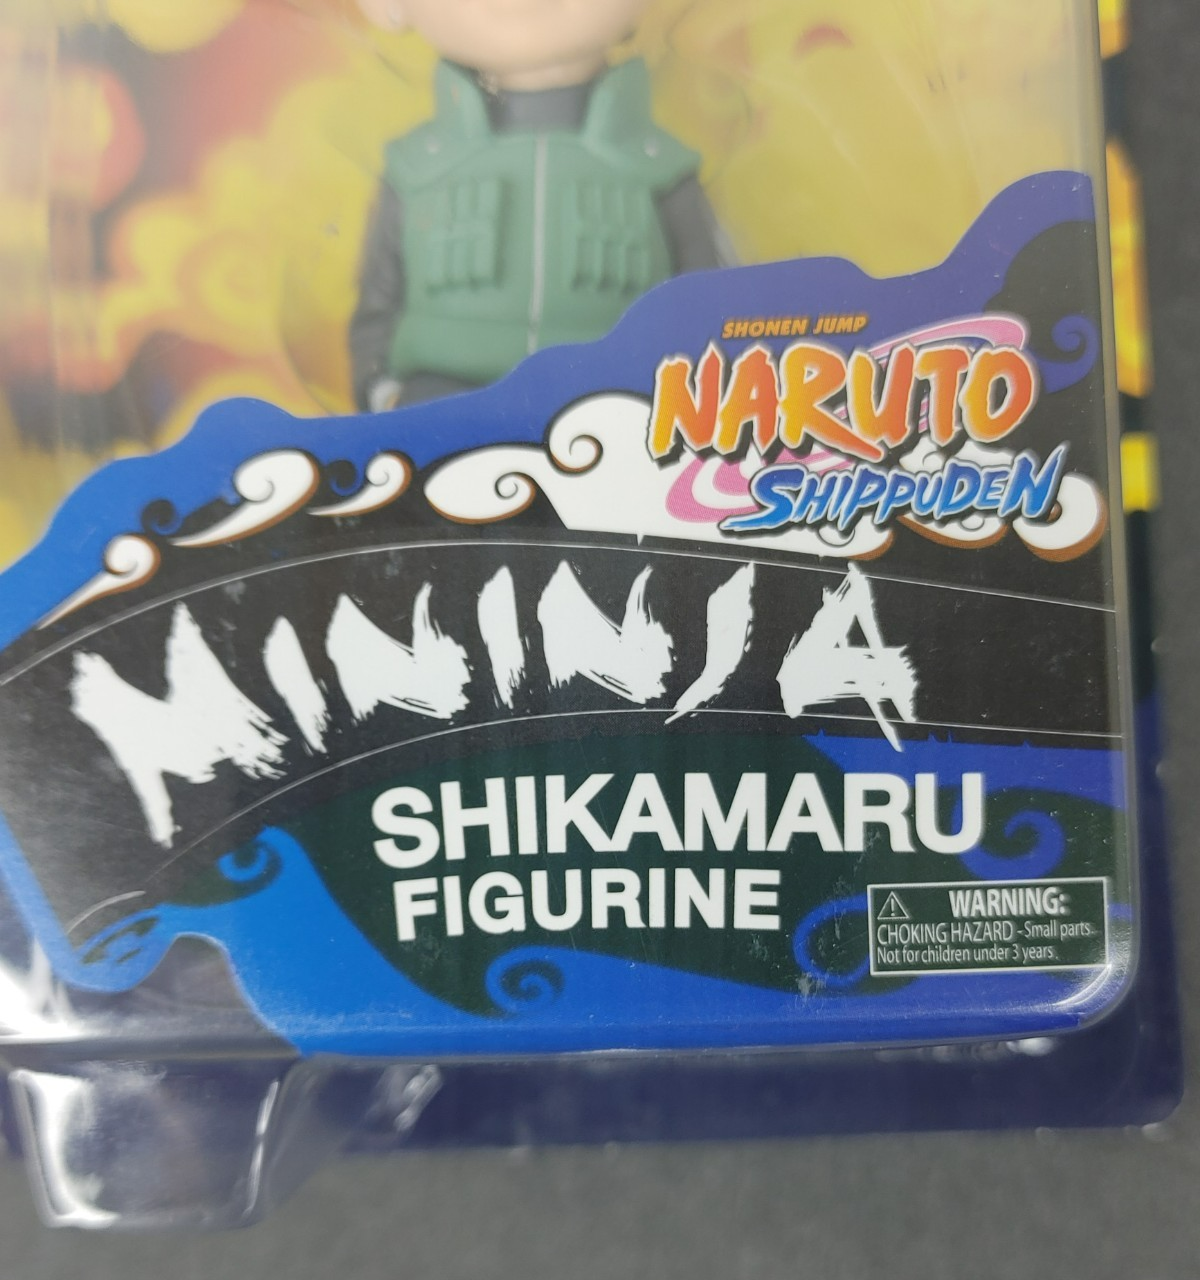 SHONEN JUMP
NARUTO
SHIPPUDEN
MININJA
SHIKAMARU
FIGURINE
WARNING:
CHOKING HAZARD - Small parts.
Not for children under 3 years.